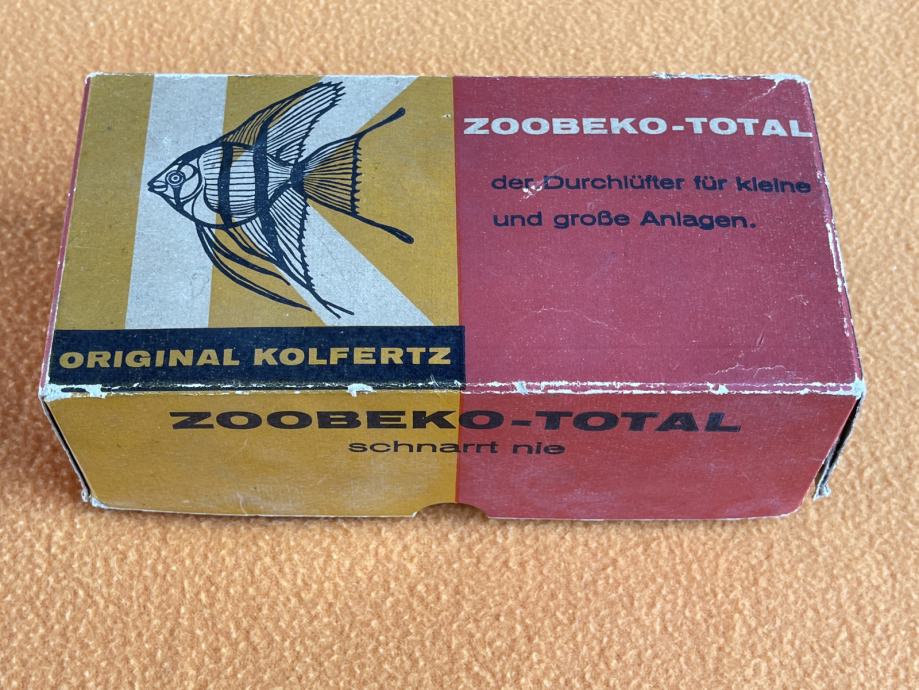 ZOOBEKO-TOTAL
der Durchlüfter für kleine
und große Anlagen.
ORIGINAL KOLFERTZ
ZOOBEKO-TOTAL
schnarrt nie